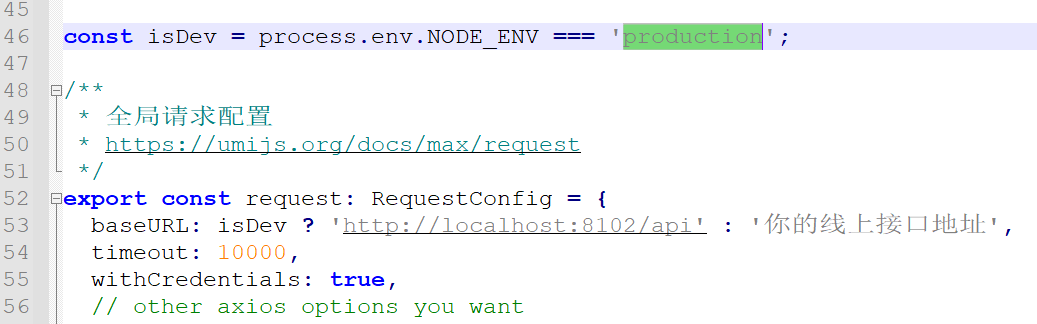 45
46 const isDev = process.env.NODE_ENV === 'production';
47
48 /**
49 * 全局请求配置
50 * https://umijs.org/docs/max/request
51 */
52 export const request: RequestConfig = {
53 baseURL: isDev ? 'http://localhost:8102/api' : '你的线上接口地址',
54 timeout: 10000,
55 withCredentials: true,
56 // other axios options you want